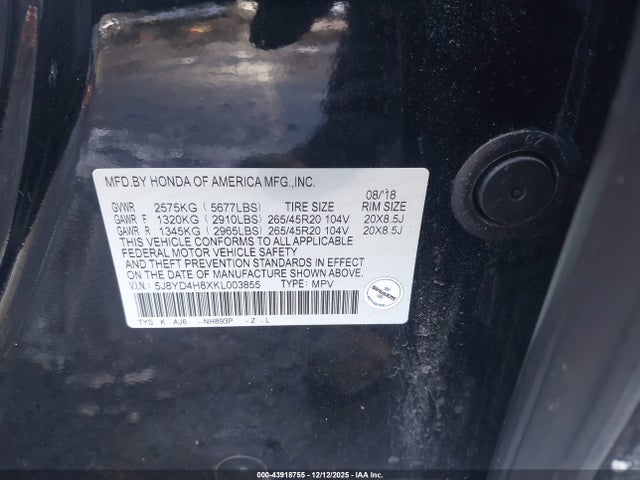 20
MFD.BY HONDA OF AMERICA MFG.,INC. 08/'18
GVWR 2575KG (5677LBS) TIRE SIZE RIM SIZE
GAWR F 1320KG (2910LBS) 265/45R20 104V 20X8.5J
GAWR R 1345KG (2965LBS) 265/45R20 104V 20X8.5J
THIS VEHICLE CONFORMS TO ALL APPLICABLE
FEDERAL MOTOR VEHICLE SAFETY
AND THEFT PREVENTION STANDARDS IN EFFECT
ON THE DATE OF MANUFACTURE SHOWN ABOVE.
V.I.N.: 5J8YD4H8XKL003855 TYPE: MPV
(SiriusXM)
TYS K AJ6 -NH893P -Z -L
000-43918755 - 12/12/2025 - IAA Inc.